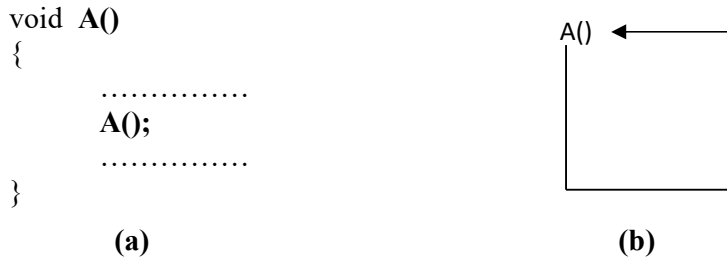 void A()
{
……………
A();
……………
}
(a)
A()
(b)